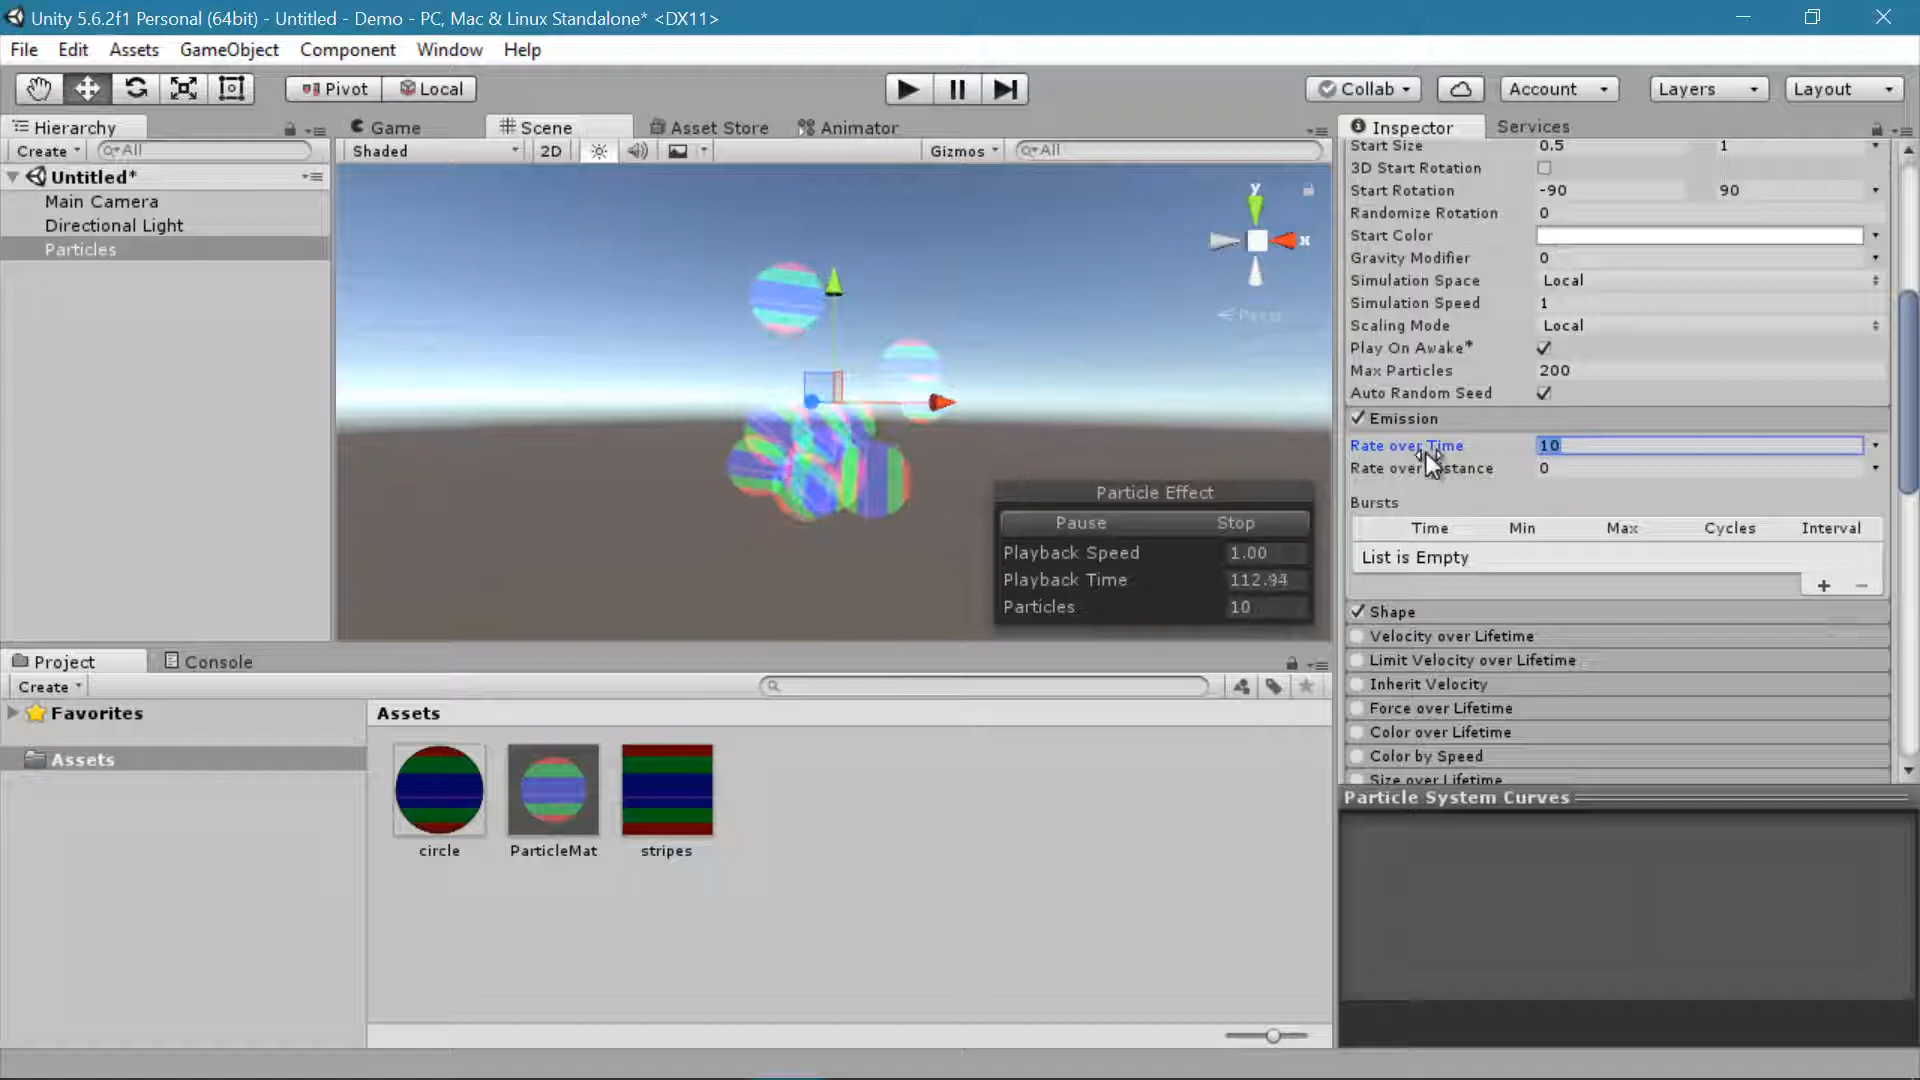 Unity 5.6.2f1 Personal (64bit) - Untitled - Demo - PC, Mac & Linux Standalone* <DX11>
File Edit Assets GameObject Component Window Help
Pivot Local Collab Account Layers Layout
Hierarchy
Create All
Untitled*
Main Camera
Directional Light
Particles
Game Scene Asset Store Animator
Shaded 2D Gizmos All
y
x
Persp
Particle Effect
Pause Stop
Playback Speed 1.00
Playback Time 112.94
Particles 10
Inspector Services
Start Size 0.5 1
3D Start Rotation
Start Rotation -90 90
Randomize Rotation 0
Start Color
Gravity Modifier 0
Simulation Space Local
Simulation Speed 1
Scaling Mode Local
Play On Awake*
Max Particles 200
Auto Random Seed
Emission
Rate over Time 10
Rate over 0
Bursts
Time Min Max Cycles Interval
List is Empty
Shape
Velocity over Lifetime
Limit Velocity over Lifetime
Inherit Velocity
Force over Lifetime
Color over Lifetime
Color by Speed
Size over Lifetime
Particle System Curves
Project Console
Create
Favorites
Assets
Assets
circle ParticleMat stripes